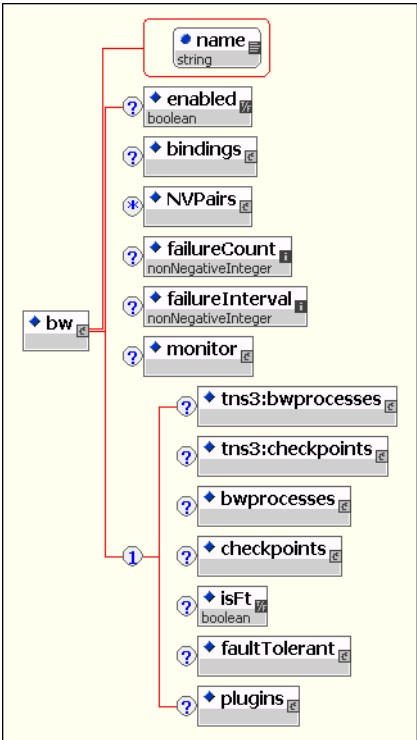 name
string
? enabled
boolean
? bindings
* NVPairs
? failureCount
nonNegativeInteger
? failureInterval
nonNegativeInteger
bw
? monitor
? tns3:bwprocesses
? tns3:checkpoints
? bwprocesses
1
? checkpoints
? isFt
boolean
? faultTolerant
? plugins